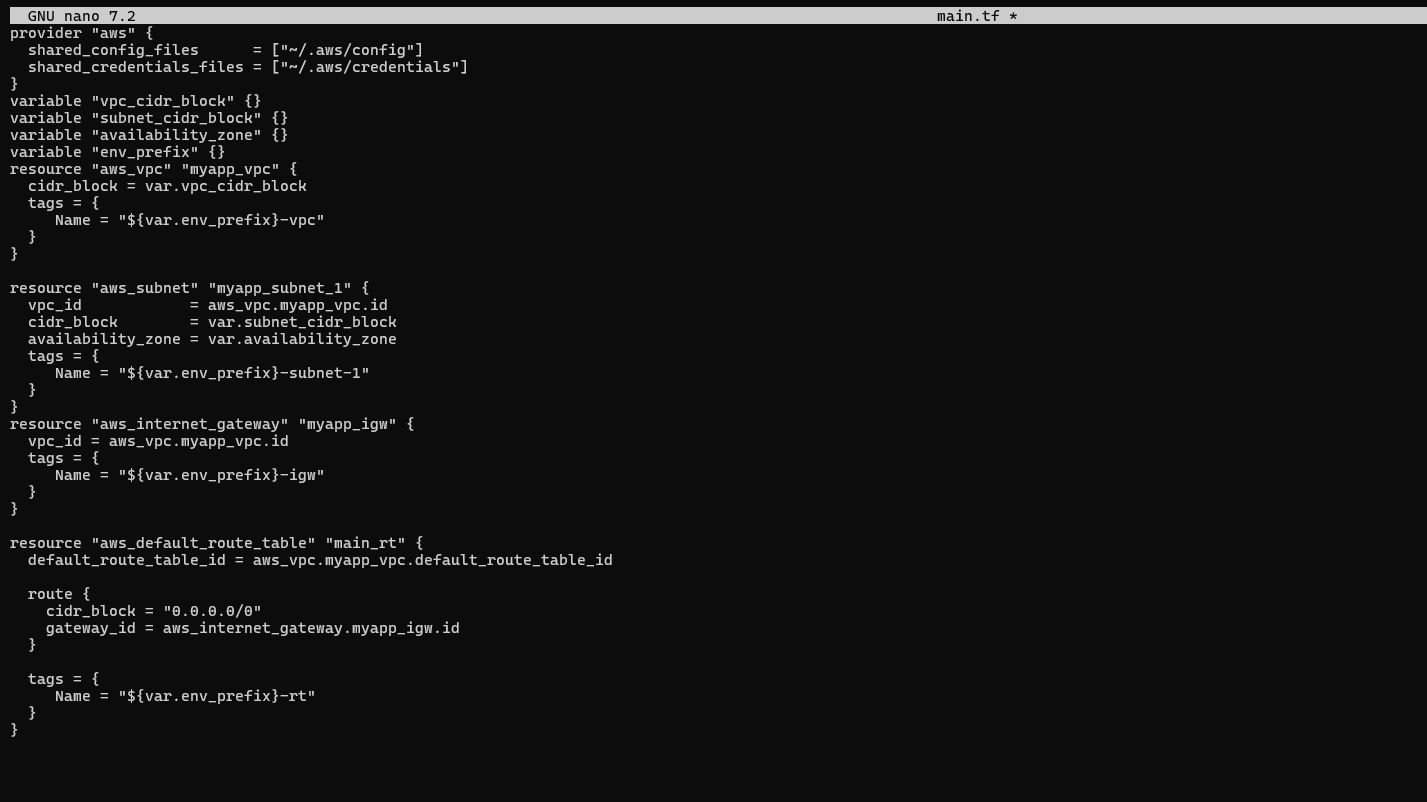 GNU nano 7.2 main.tf *
provider "aws" {
  shared_config_files      = ["~/.aws/config"]
  shared_credentials_files = ["~/.aws/credentials"]
}
variable "vpc_cidr_block" {}
variable "subnet_cidr_block" {}
variable "availability_zone" {}
variable "env_prefix" {}
resource "aws_vpc" "myapp_vpc" {
  cidr_block = var.vpc_cidr_block
  tags = {
     Name = "${var.env_prefix}-vpc"
  }
}

resource "aws_subnet" "myapp_subnet_1" {
  vpc_id            = aws_vpc.myapp_vpc.id
  cidr_block        = var.subnet_cidr_block
  availability_zone = var.availability_zone
  tags = {
     Name = "${var.env_prefix}-subnet-1"
  }
}
resource "aws_internet_gateway" "myapp_igw" {
  vpc_id = aws_vpc.myapp_vpc.id
  tags = {
     Name = "${var.env_prefix}-igw"
  }
}

resource "aws_default_route_table" "main_rt" {
  default_route_table_id = aws_vpc.myapp_vpc.default_route_table_id

  route {
    cidr_block = "0.0.0.0/0"
    gateway_id = aws_internet_gateway.myapp_igw.id
  }

  tags = {
     Name = "${var.env_prefix}-rt"
  }
}